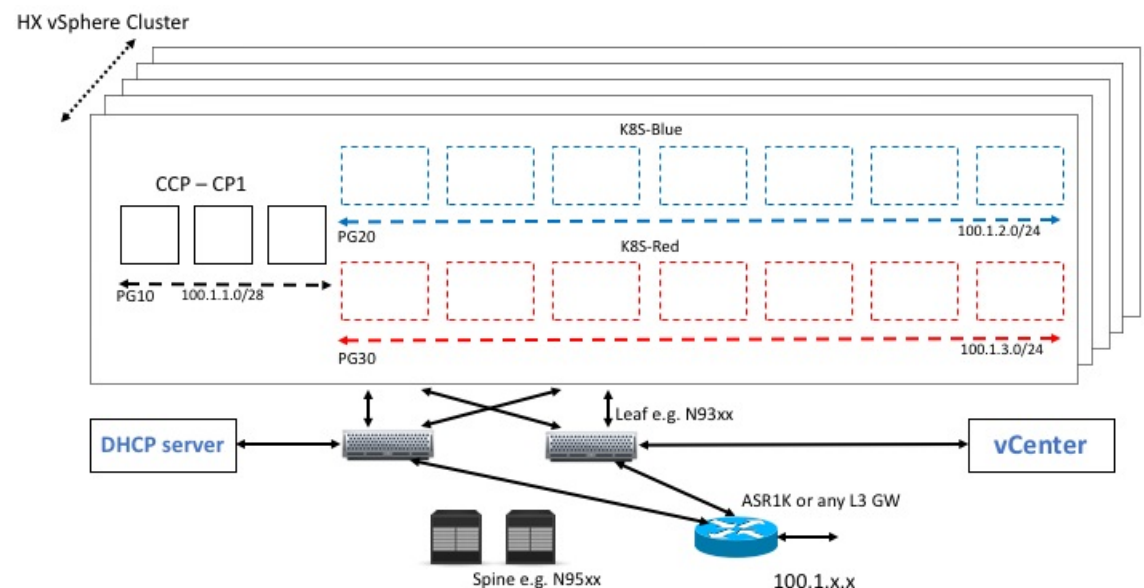 HX vSphere Cluster
K8S-Blue
CCP – CP1
PG20
100.1.2.0/24
K8S-Red
PG10
100.1.1.0/28
PG30
100.1.3.0/24
Leaf e.g. N93xx
DHCP server
vCenter
ASR1K or any L3 GW
Spine e.g. N95xx
100.1.x.x